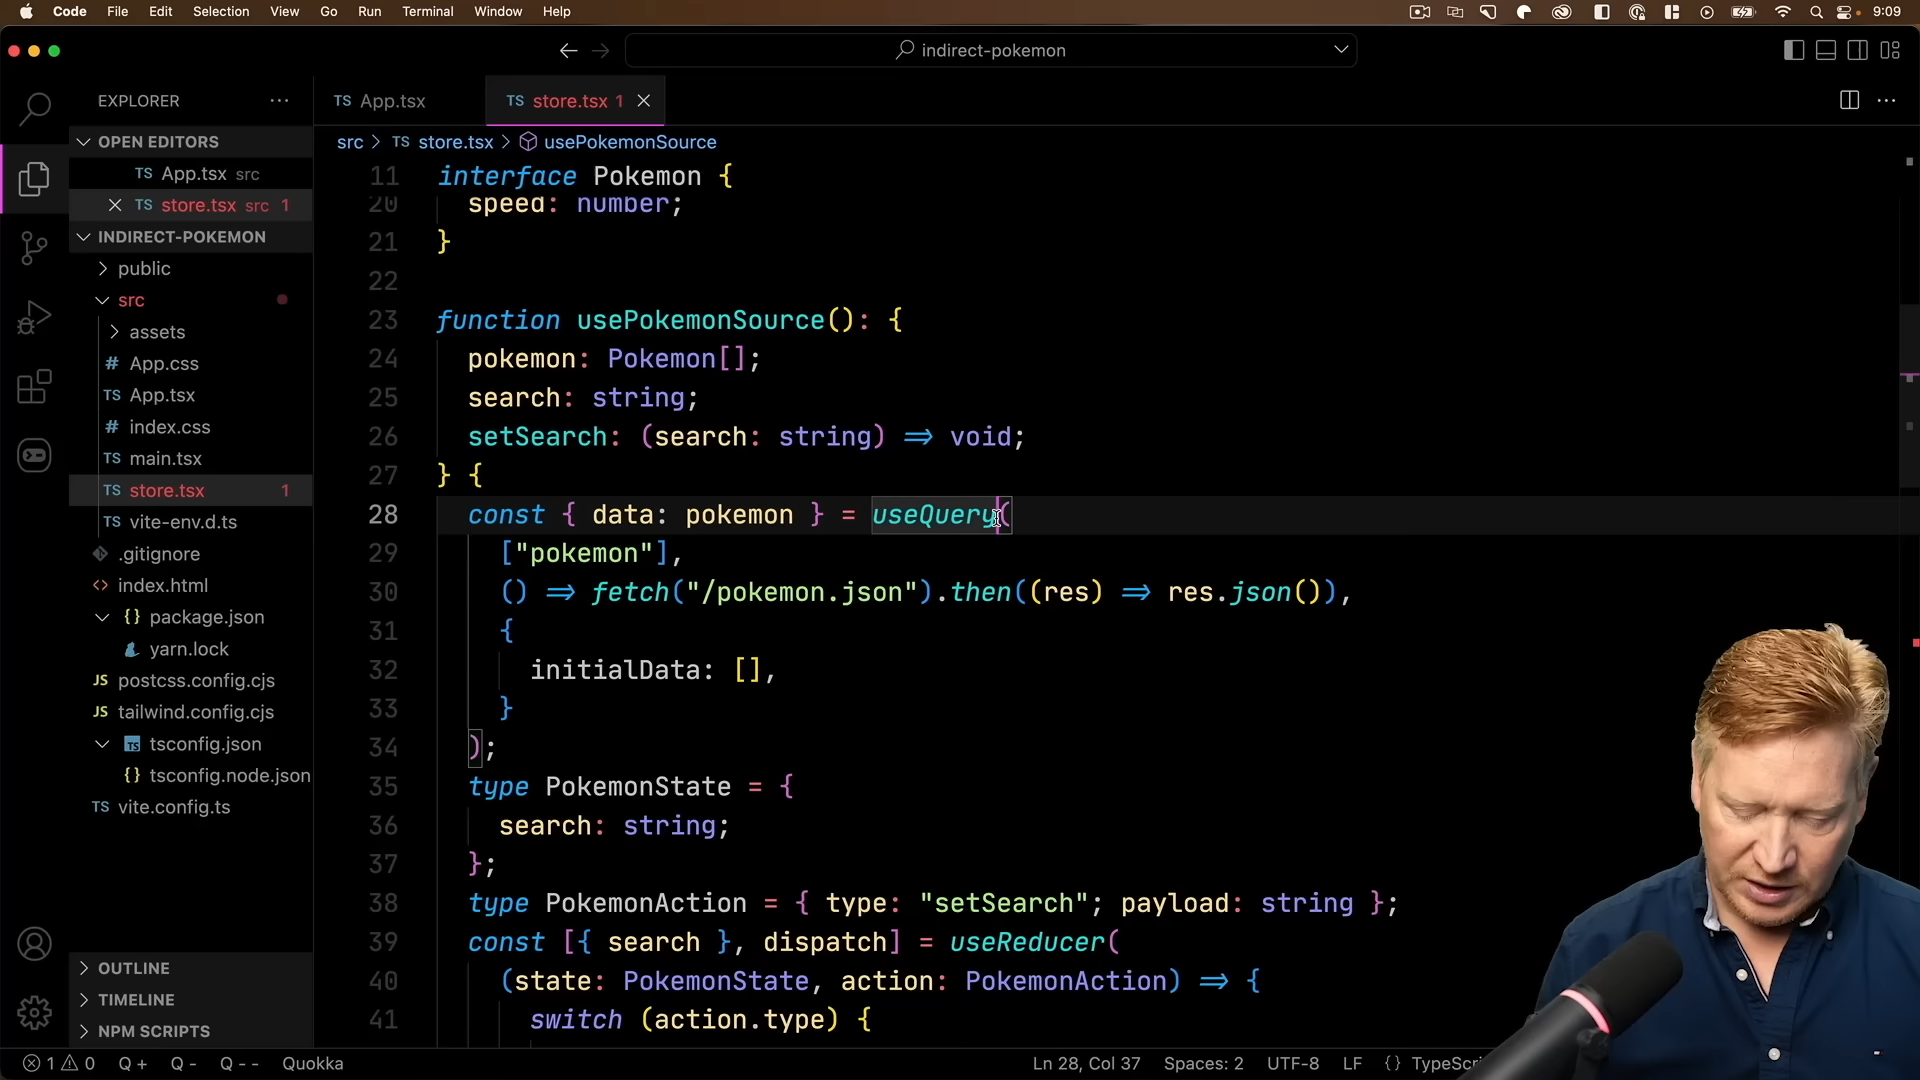 Code File Edit Selection View Go Run Terminal Window Help 9:09
indirect-pokemon
EXPLORER
OPEN EDITORS
TS App.tsx src
TS store.tsx src 1
INDIRECT-POKEMON
public
src
assets
# App.css
TS App.tsx
# index.css
TS main.tsx
TS store.tsx 1
TS vite-env.d.ts
.gitignore
<> index.html
{} package.json
yarn.lock
JS postcss.config.cjs
JS tailwind.config.cjs
TS tsconfig.json
{} tsconfig.node.json
TS vite.config.ts
OUTLINE
TIMELINE
NPM SCRIPTS
TS App.tsx
TS store.tsx 1
src > TS store.tsx > usePokemonSource
11 interface Pokemon {
20 speed: number;
21 }
22
23 function usePokemonSource(): {
24 pokemon: Pokemon[];
25 search: string;
26 setSearch: (search: string) => void;
27 } {
28 const { data: pokemon } = useQuery(
29 ["pokemon"],
30 () => fetch("/pokemon.json").then((res) => res.json()),
31 {
32 initialData: [],
33 }
34 );
35 type PokemonState = {
36 search: string;
37 };
38 type PokemonAction = { type: "setSearch"; payload: string };
39 const [{ search }, dispatch] = useReducer(
40 (state: PokemonState, action: PokemonAction) => {
41 switch (action.type) {
1 0 Q + Q - Q - - Quokka Ln 28, Col 37 Spaces: 2 UTF-8 LF {}